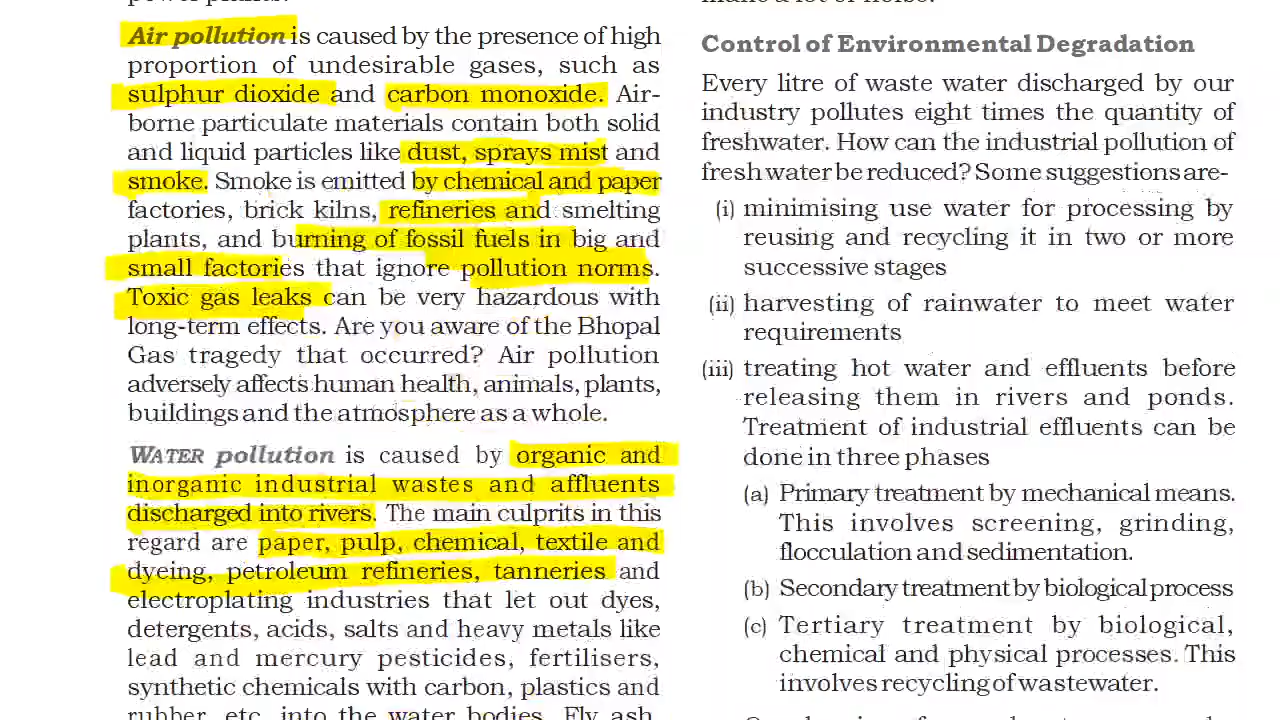 power plants.
Air pollution is caused by the presence of high
proportion of undesirable gases, such as
sulphur dioxide and carbon monoxide. Air-
borne particulate materials contain both solid
and liquid particles like dust, sprays mist and
smoke. Smoke is emitted by chemical and paper
factories, brick kilns, refineries and smelting
plants, and burning of fossil fuels in big and
small factories that ignore pollution norms.
Toxic gas leaks can be very hazardous with
long-term effects. Are you aware of the Bhopal
Gas tragedy that occurred? Air pollution
adversely affects human health, animals, plants,
buildings and the atmosphere as a whole.
WATER pollution is caused by organic and
inorganic industrial wastes and affluents
discharged into rivers. The main culprits in this
regard are paper, pulp, chemical, textile and
dyeing, petroleum refineries, tanneries and
electroplating industries that let out dyes,
detergents, acids, salts and heavy metals like
lead and mercury pesticides, fertilisers,
synthetic chemicals with carbon, plastics and
rubber, etc. into the water bodies. Fly ash,
make a lot of noise.
Control of Environmental Degradation
Every litre of waste water discharged by our
industry pollutes eight times the quantity of
freshwater. How can the industrial pollution of
fresh water be reduced? Some suggestions are-
(i) minimising use water for processing by
reusing and recycling it in two or more
successive stages
(ii) harvesting of rainwater to meet water
requirements
(iii) treating hot water and effluents before
releasing them in rivers and ponds.
Treatment of industrial effluents can be
done in three phases
(a) Primary treatment by mechanical means.
This involves screening, grinding,
flocculation and sedimentation.
(b) Secondary treatment by biological process
(c) Tertiary treatment by biological,
chemical and physical processes. This
involves recycling of wastewater.